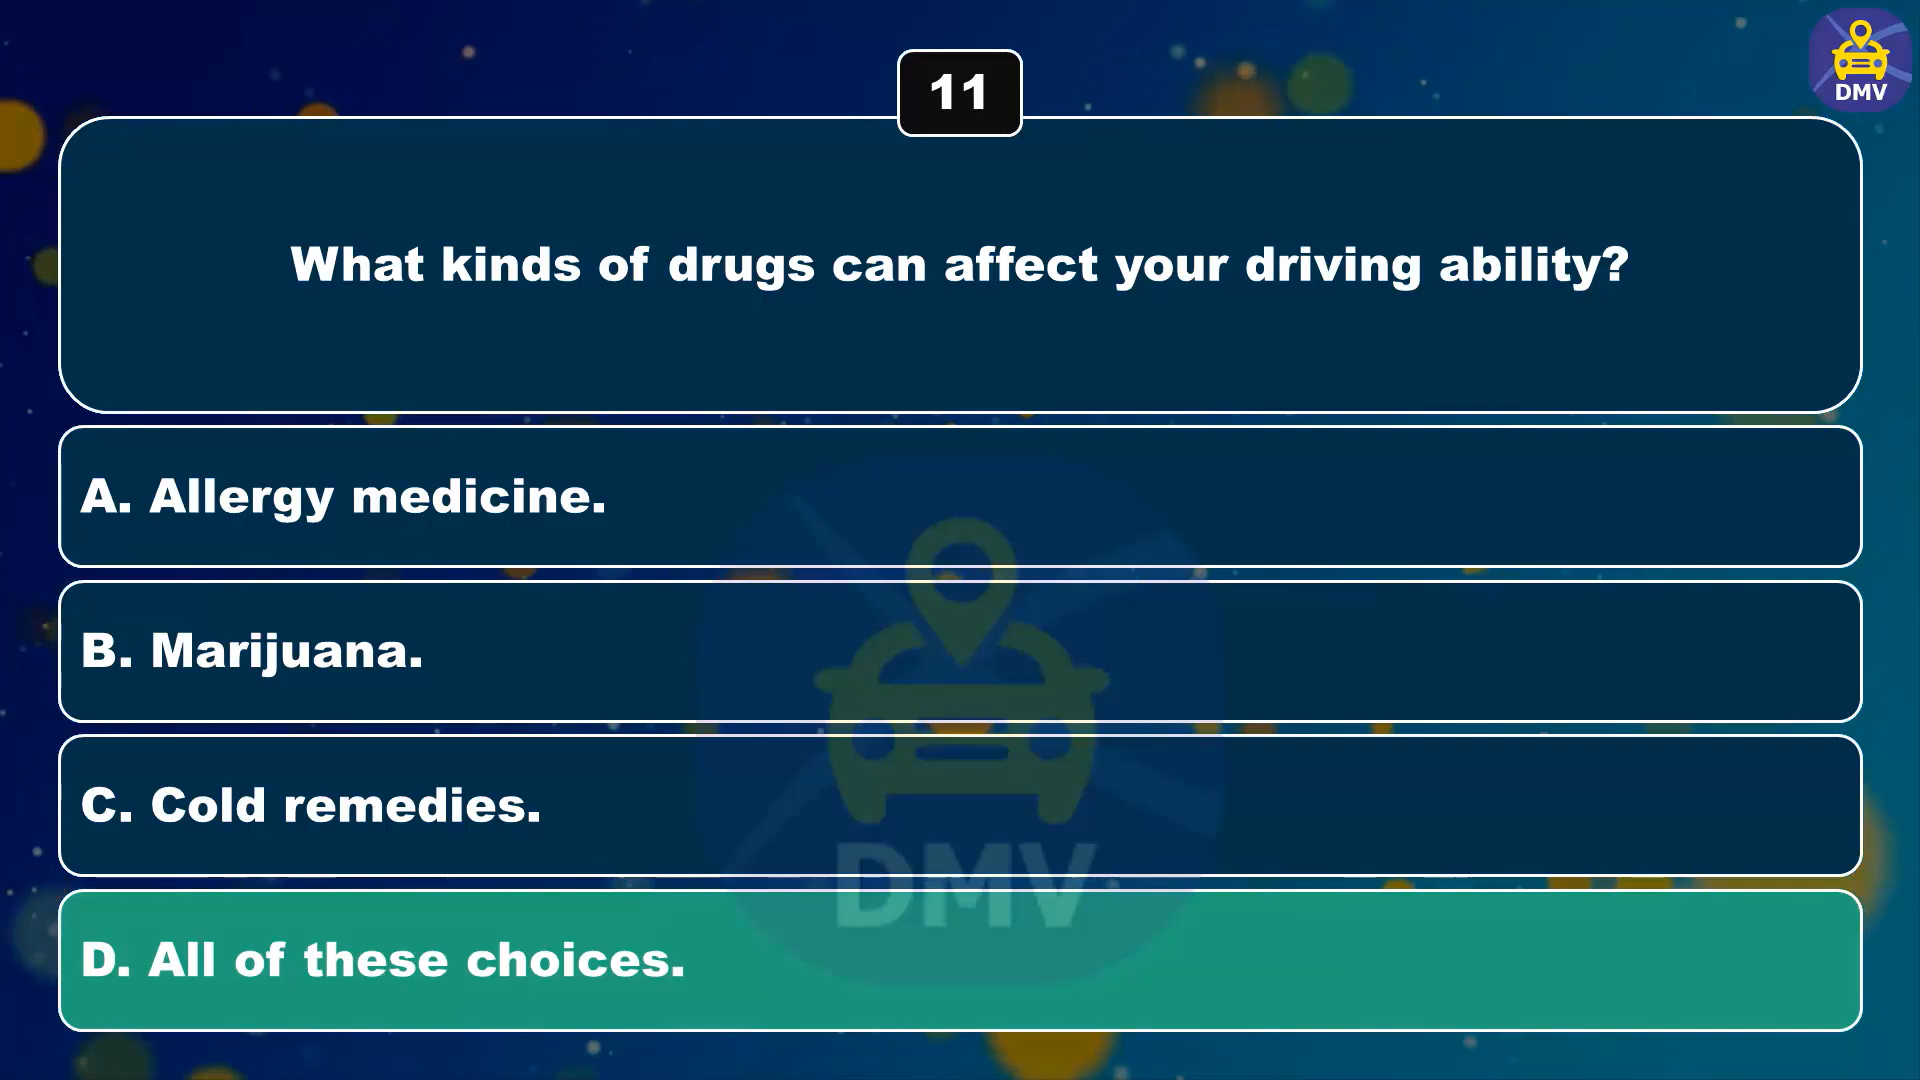 DMV
11
What kinds of drugs can affect your driving ability?
A. Allergy medicine.
B. Marijuana.
C. Cold remedies.
DMV
D. All of these choices.